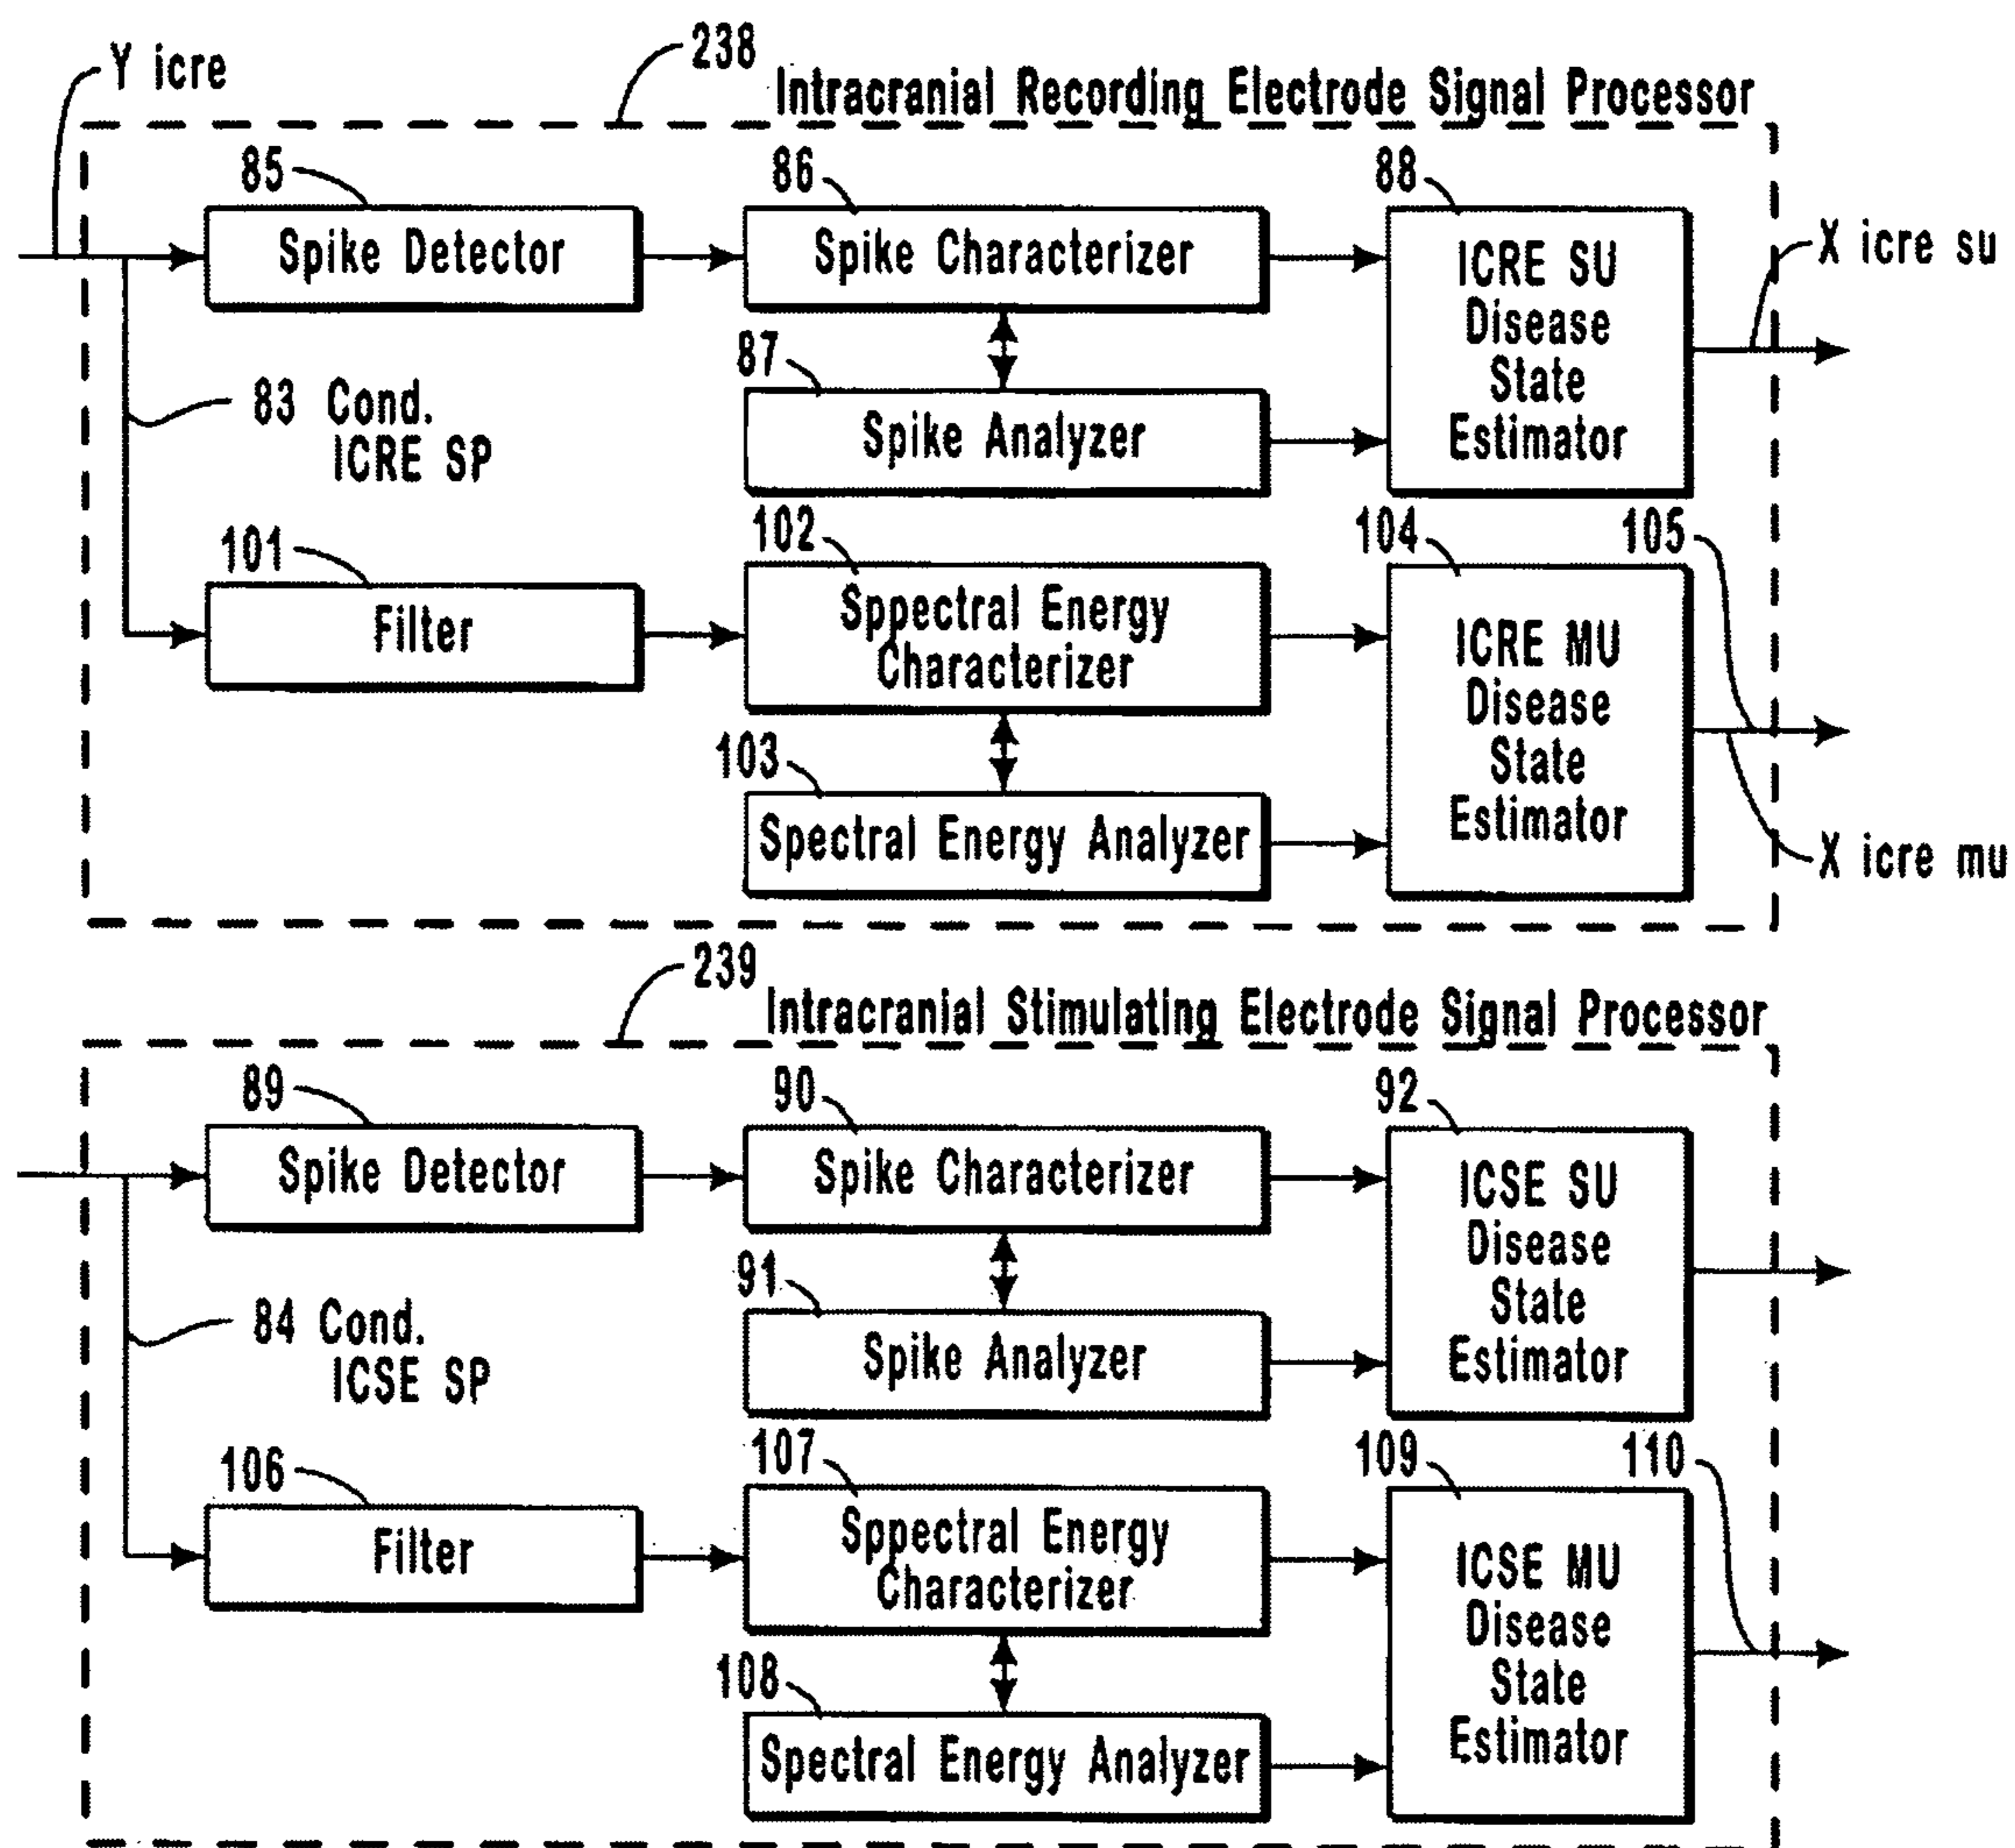 Y icre
238
Intracranial Recording Electrode Signal Processor
85
86
88
Spike Detector
Spike Characterizer
ICRE SU
Disease
State
Estimator
X icre su
87
Spike Analyzer
83 Cond.
ICRE SP
101
102
104
105
Filter
Sppectral Energy
Characterizer
ICRE MU
Disease
State
Estimator
103
Spectral Energy Analyzer
X icre mu
239
Intracranial Stimulating Electrode Signal Processor
89
90
92
Spike Detector
Spike Characterizer
ICSE SU
Disease
State
Estimator
91
Spike Analyzer
84 Cond.
ICSE SP
106
107
109
110
Filter
Sppectral Energy
Characterizer
ICSE MU
Disease
State
Estimator
108
Spectral Energy Analyzer